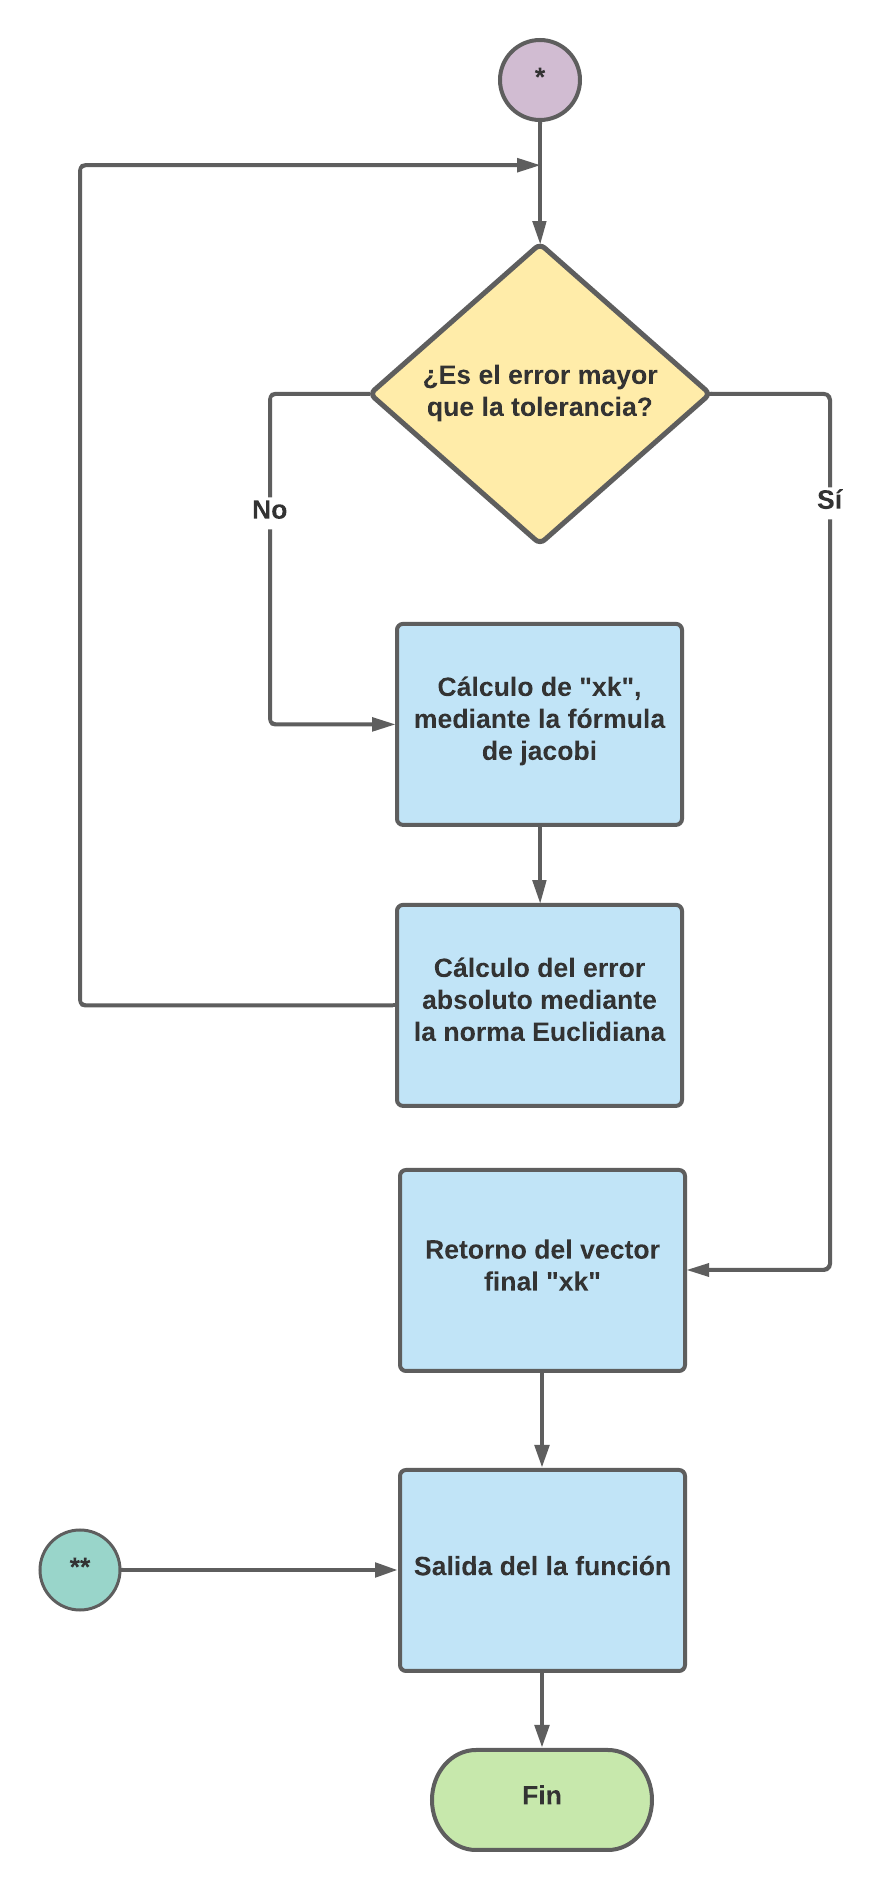 *
¿Es el error mayor
que la tolerancia?
No
Sí
Cálculo de "xk",
mediante la fórmula
de jacobi
Cálculo del error
absoluto mediante
la norma Euclidiana
Retorno del vector
final "xk"
**
Salida del la función
Fin